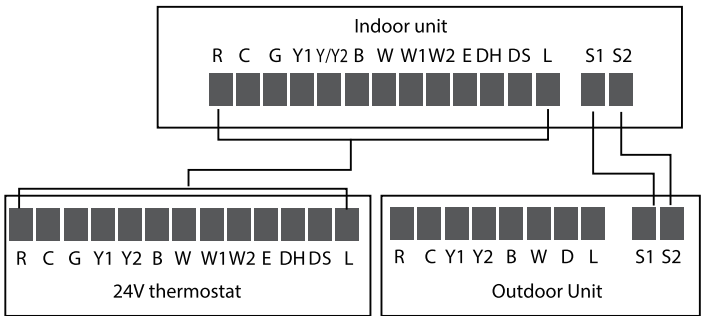 Indoor unit
R C G Y1 Y/Y2 B W W1 W2 E DH DS L S1 S2
R C G Y1 Y2 B W W1 W2 E DH DS L
24V thermostat
R C Y1 Y2 B W D L S1 S2
Outdoor Unit